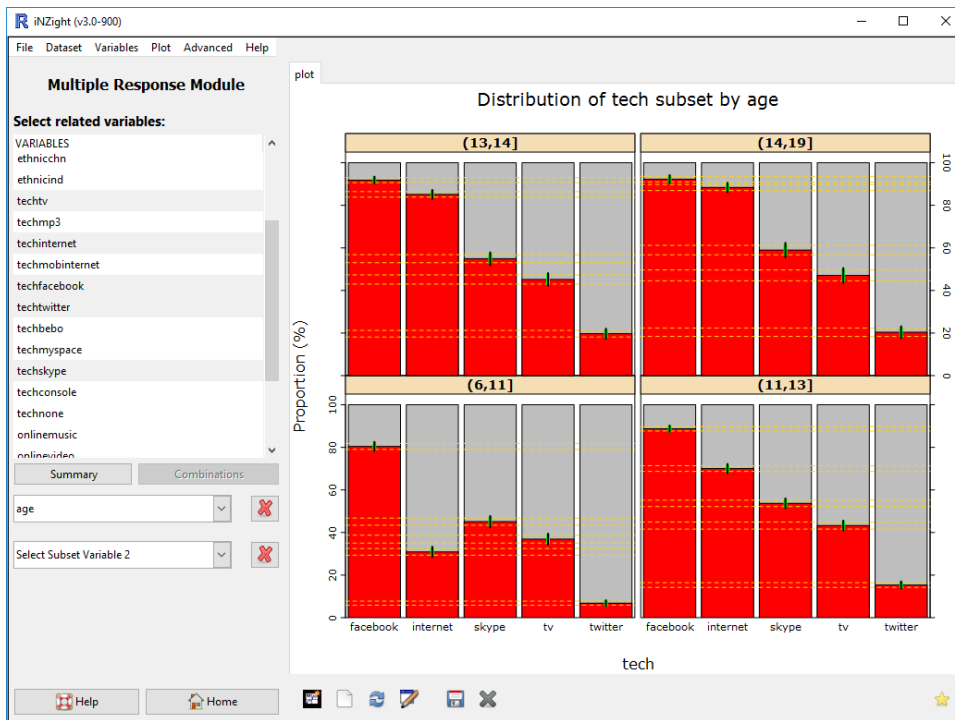 iNZight (v3.0-900)
File Dataset Variables Plot Advanced Help
Multiple Response Module
Select related variables:
VARIABLES
ethnicchn
ethnicind
techtv
techmp3
techinternet
techmobinternet
techfacebook
techtwitter
techbebo
techmyspace
techskype
techconsole
technone
onlinemusic
onlinevideo
Summary Combinations
age
Select Subset Variable 2
Help Home
plot
Distribution of tech subset by age
(13,14] (14,19]
0 20 40 60 80 100
Proportion (%)
(6,11] (11,13]
0 20 40 60 80 100
facebook internet skype tv twitter facebook internet skype tv twitter
tech